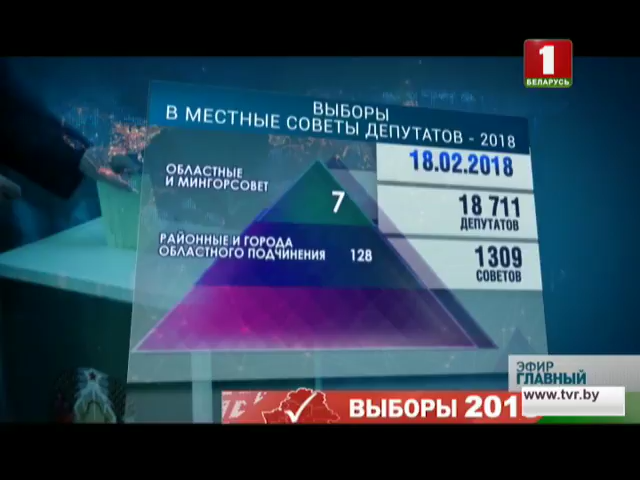 1
БЕЛАРУСЬ
ВЫБОРЫ
В МЕСТНЫЕ СОВЕТЫ ДЕПУТАТОВ - 2018
18.02.2018
ОБЛАСТНЫЕ
И МИНГОРСОВЕТ
7
18 711
ДЕПУТАТОВ
РАЙОННЫЕ И ГОРОДА
ОБЛАСТНОГО ПОДЧИНЕНИЯ 128
1309
СОВЕТОВ
ЭФИР
ГЛАВНЫЙ
www.tvr.by
ВЫБОРЫ